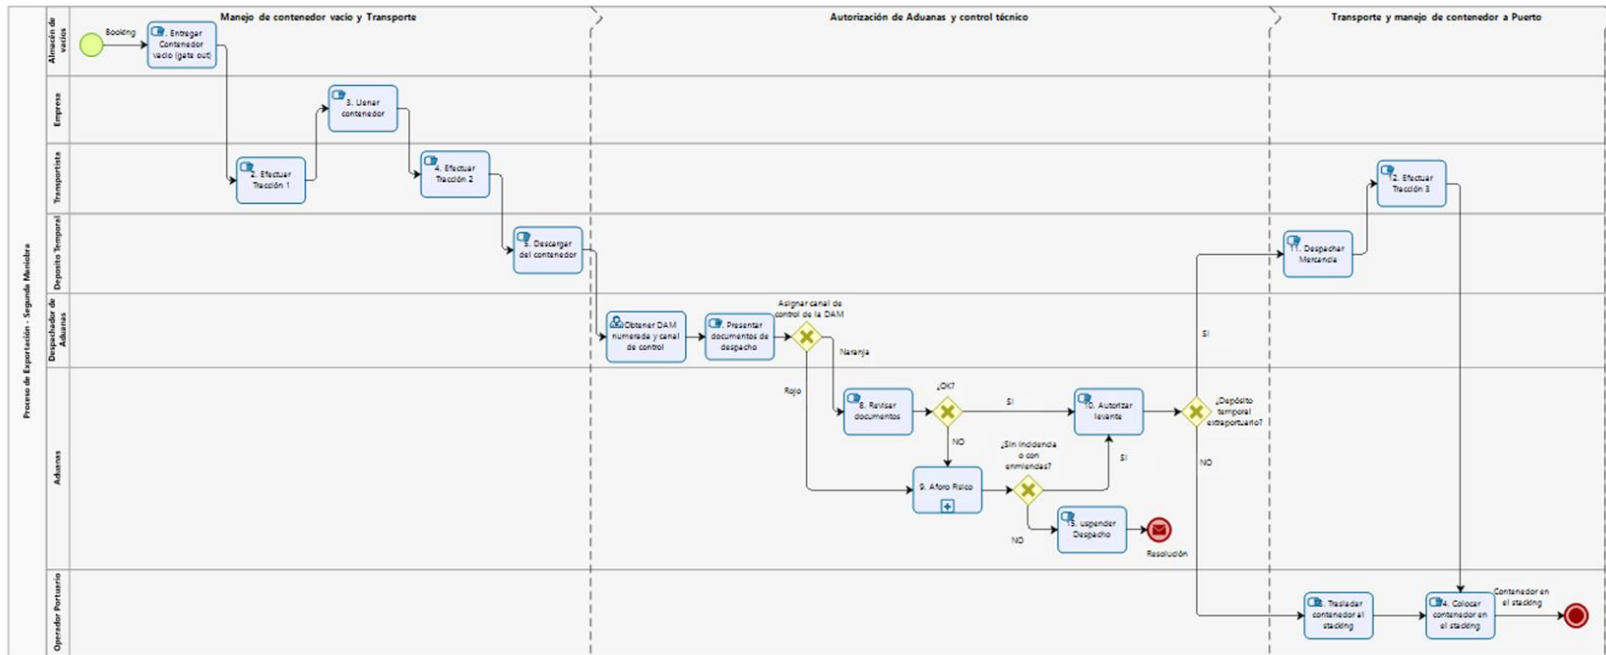 Manejo de contenedor vacío y Transporte
Autorización de Aduanas y control técnico
Transporte y manejo de contenedor a Puerto
Proceso de Exportación - Segunda Maniobra
Almacén de
vacíos
Empresa
Transportista
Deposito Temporal
Despachador de
Aduanas
Aduanas
Operador Portuario
Booking
. Entregar
Contenedor
vacío (gate out)
2. Efectuar
Tracción 1
3. Llenar
contenedor
4. Efectuar
Tracción 2
5. Descargar
del contenedor
Obtener DAM
numerada y canal
de control
7. Presentar
documentos de
despacho
Asignar canal de
control de la DAM
Naranja
Rojo
8. Revisar
documentos
¿OK?
SI
NO
9. Aforo Físico
¿Sin incidencia
o con
enmiendas?
SI
NO
10. Autorizar
levante
15. uspender
Despacho
Resolución
¿Depósito
temporal
extraportuario?
SI
NO
11. Despachar
Mercancía
12. Efectuar
Tracción 3
13. Trasladar
contenedor al
stacking
14. Colocar
contenedor en
el stacking
Contenedor en
el stacking